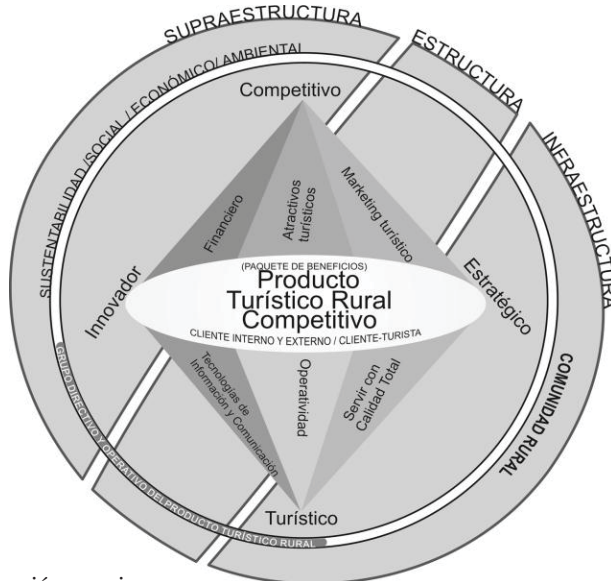 SUPRAESTRUCTURA
ESTRUCTURA
INFRAESTRUCTURA
SUSTENTABILIDAD /SOCIAL / ECONÓMICO/ AMBIENTAL
Competitivo
Financiero
Atractivos
turísticos
Marketing turístico
Innovador
Estratégico
(PAQUETE DE BENEFICIOS)
Producto
Turístico Rural
Competitivo
CLIENTE INTERNO Y EXTERNO / CLIENTE-TURISTA
Tecnologías de
Información y Comunicación
Operatividad
Servir con
Calidad Total
COMUNIDAD RURAL
GRUPO DIRECTIVO Y OPERATIVO DEL PRODUCTO TURÍSTICO RURAL
Turístico